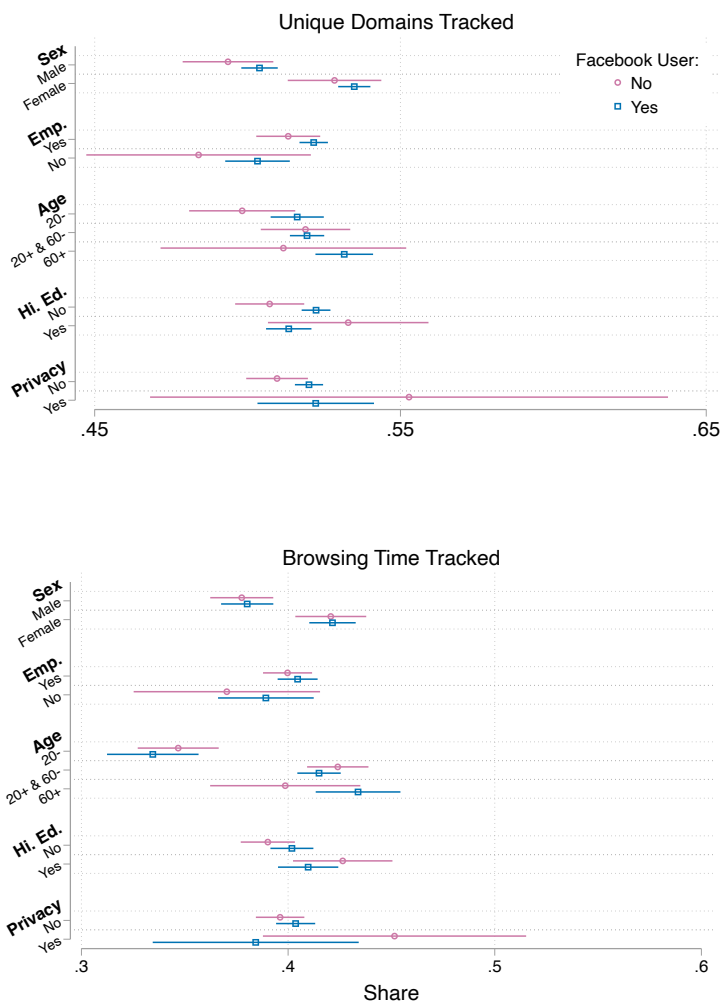 Unique Domains Tracked
Facebook User:
No
Yes
Sex
Male
Female
Emp.
Yes
No
Age
20-
20+ & 60-
60+
Hi. Ed.
No
Yes
Privacy
No
Yes
.45 .55 .65
Browsing Time Tracked
Sex
Male
Female
Emp.
Yes
No
Age
20-
20+ & 60-
60+
Hi. Ed.
No
Yes
Privacy
No
Yes
.3 .4 .5 .6
Share